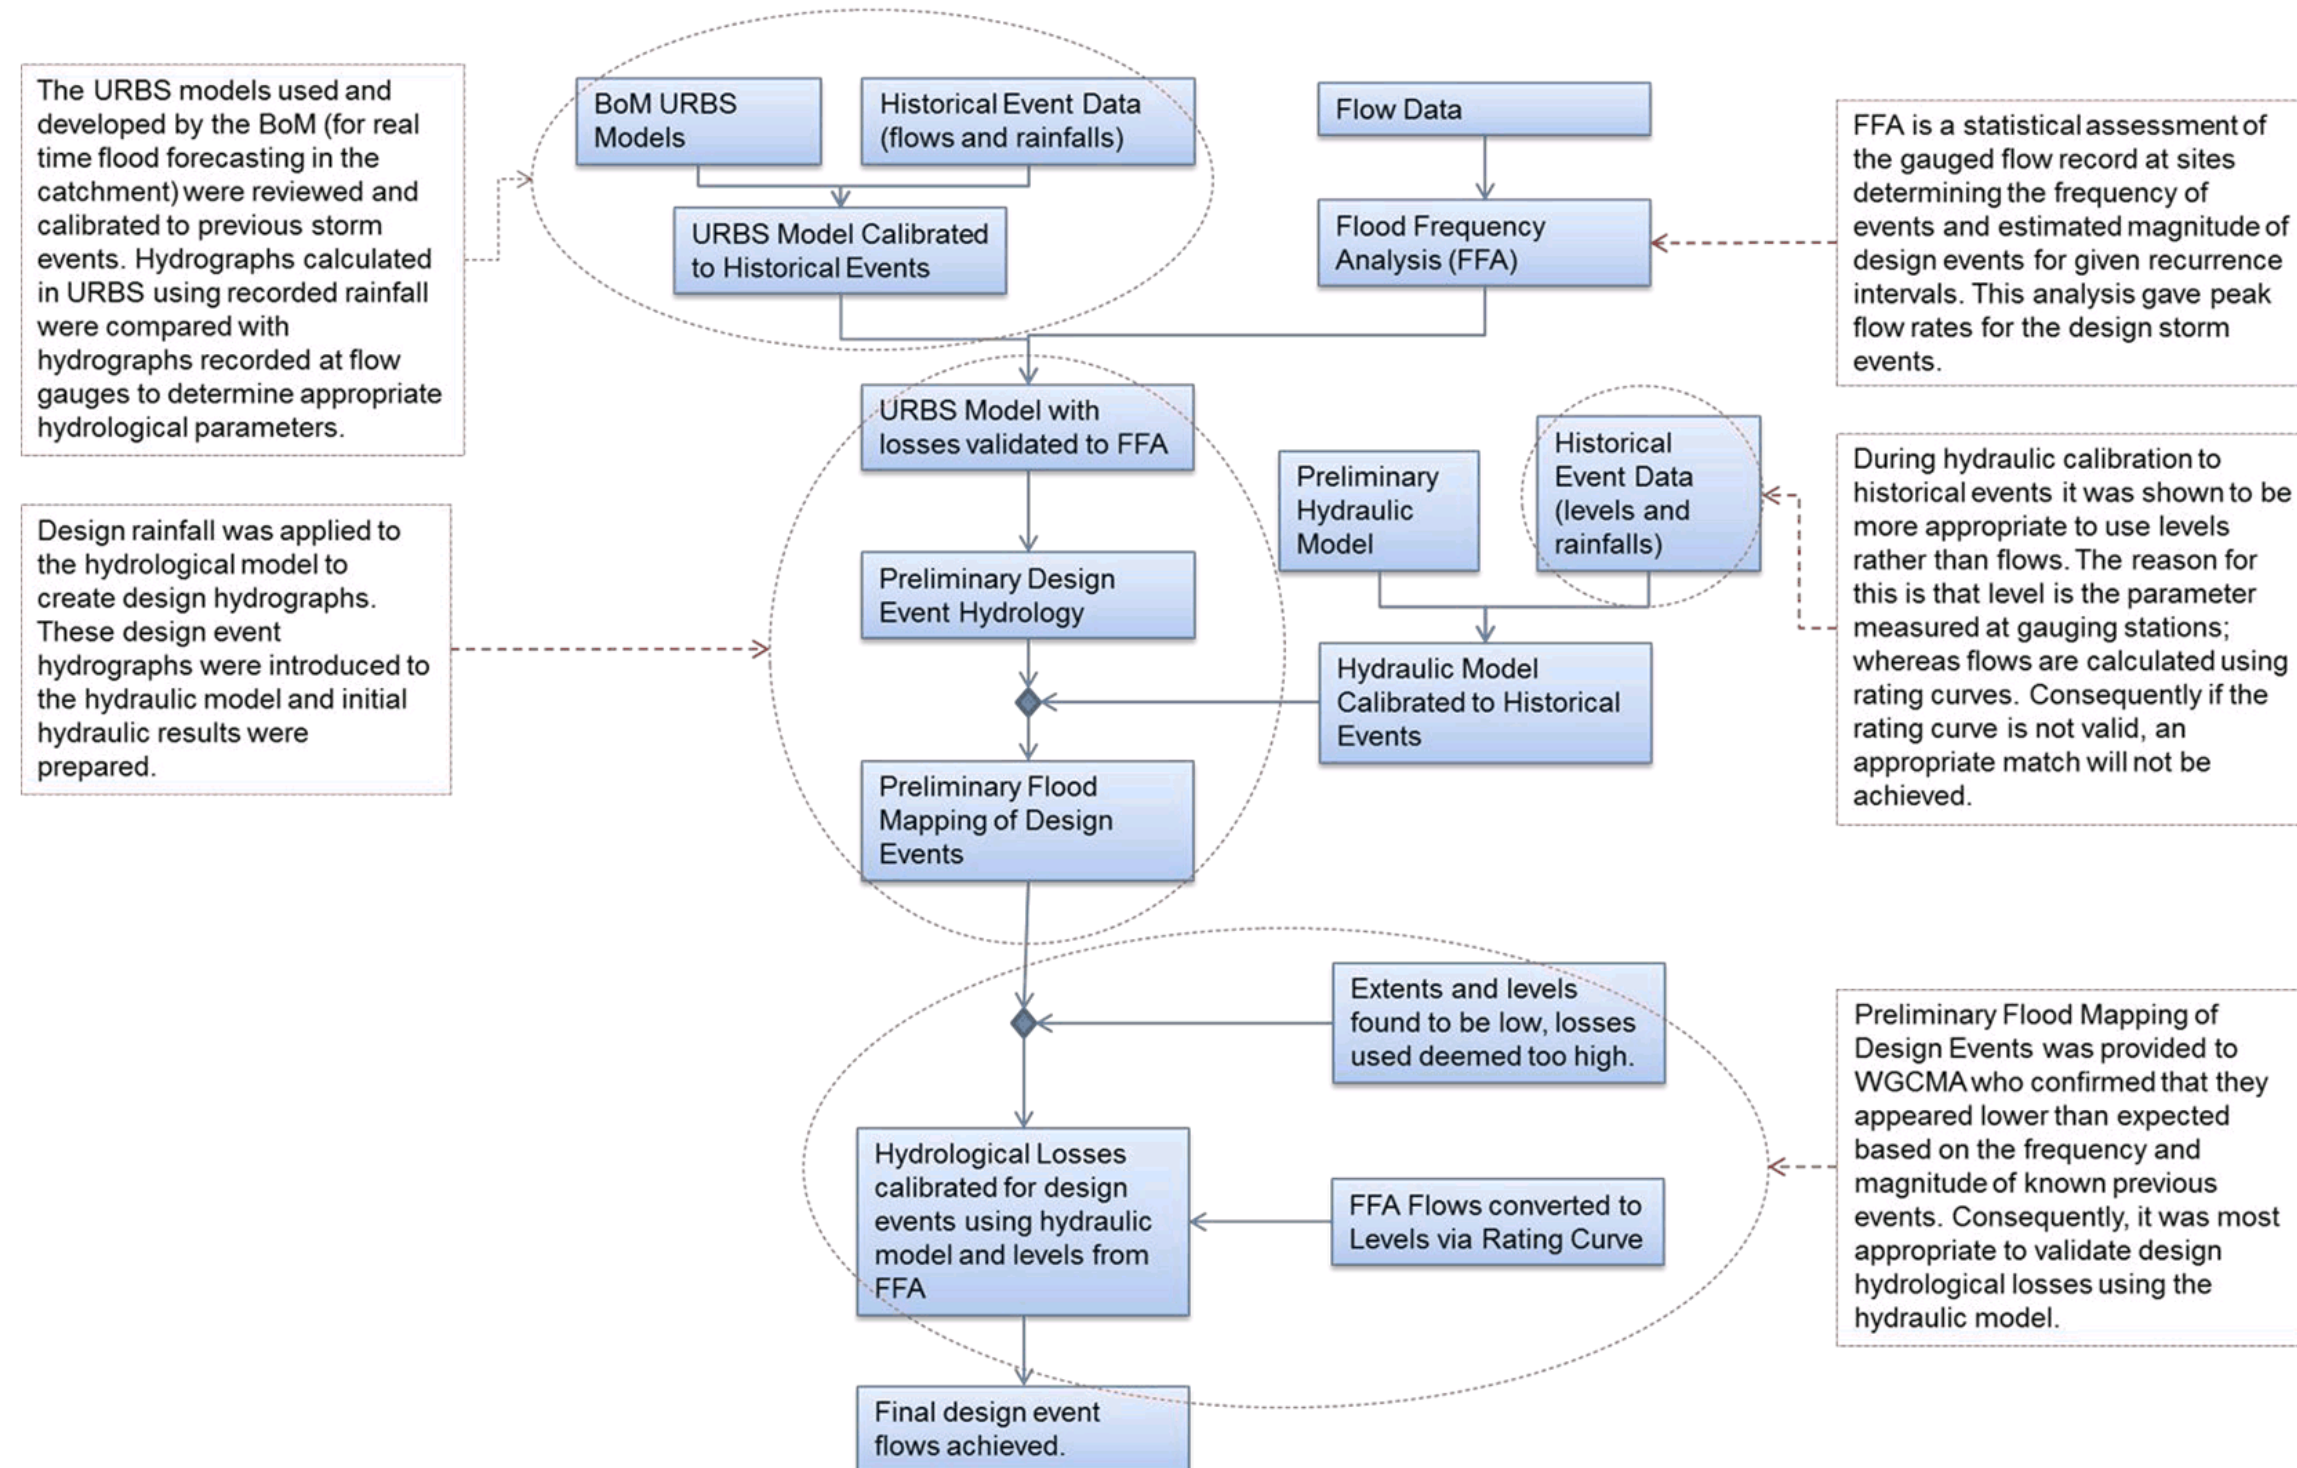 The URBS models used and
developed by the BoM (for real
time flood forecasting in the
catchment) were reviewed and
calibrated to previous storm
events. Hydrographs calculated
in URBS using recorded rainfall
were compared with
hydrographs recorded at flow
gauges to determine appropriate
hydrological parameters.
BoM URBS
Models
Historical Event Data
(flows and rainfalls)
URBS Model Calibrated
to Historical Events
Flow Data
Flood Frequency
Analysis (FFA)
FFA is a statistical assessment of
the gauged flow record at sites
determining the frequency of
events and estimated magnitude of
design events for given recurrence
intervals. This analysis gave peak
flow rates for the design storm
events.
URBS Model with
losses validated to FFA
Design rainfall was applied to
the hydrological model to
create design hydrographs.
These design event
hydrographs were introduced to
the hydraulic model and initial
hydraulic results were
prepared.
Preliminary Design
Event Hydrology
Preliminary
Hydraulic
Model
Historical
Event Data
(levels and
rainfalls)
During hydraulic calibration to
historical events it was shown to be
more appropriate to use levels
rather than flows. The reason for
this is that level is the parameter
measured at gauging stations;
whereas flows are calculated using
rating curves. Consequently if the
rating curve is not valid, an
appropriate match will not be
achieved.
Hydraulic Model
Calibrated to Historical
Events
Preliminary Flood
Mapping of Design
Events
Extents and levels
found to be low, losses
used deemed too high.
Preliminary Flood Mapping of
Design Events was provided to
WGCMA who confirmed that they
appeared lower than expected
based on the frequency and
magnitude of known previous
events. Consequently, it was most
appropriate to validate design
hydrological losses using the
hydraulic model.
Hydrological Losses
calibrated for design
events using hydraulic
model and levels from
FFA
FFA Flows converted to
Levels via Rating Curve
Final design event
flows achieved.